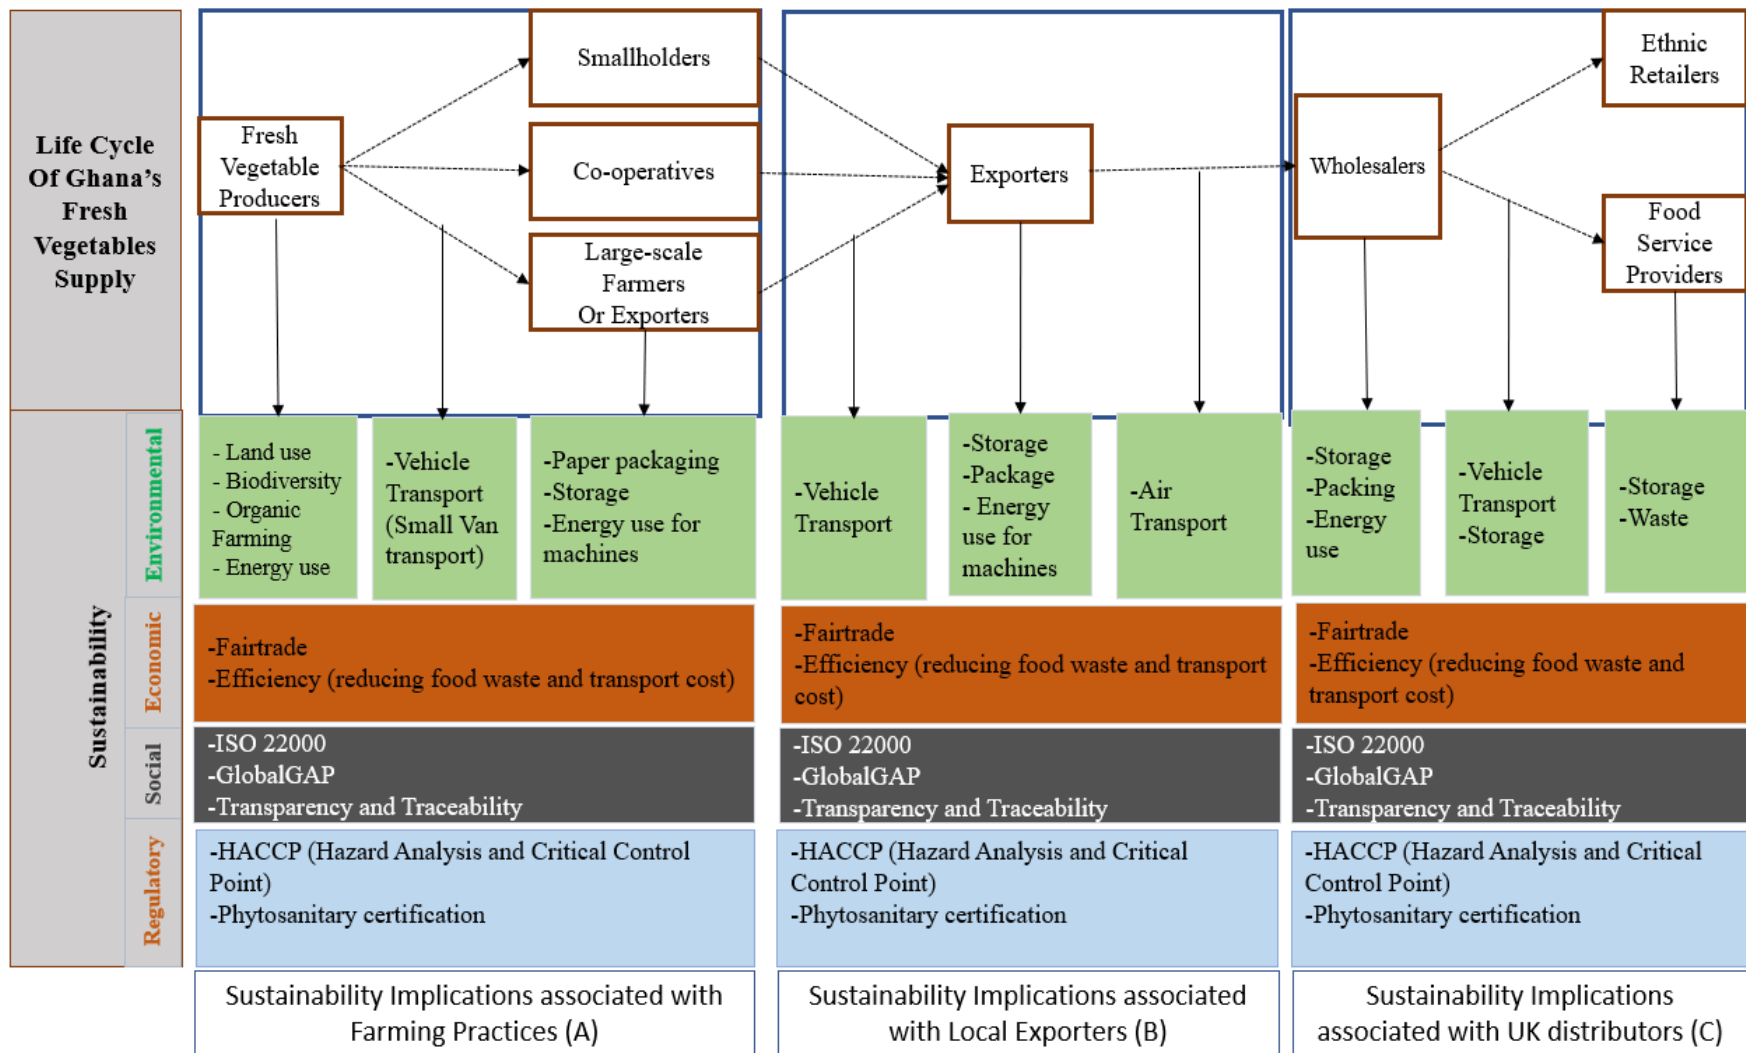 Life Cycle
Of Ghana's
Fresh
Vegetables
Supply
Fresh
Vegetable
Producers
Smallholders
Co-operatives
Large-scale
Farmers
Or Exporters
Exporters
Wholesalers
Ethnic
Retailers
Food
Service
Providers
Sustainability
Environmental
- Land use
- Biodiversity
- Organic
Farming
- Energy use
-Vehicle
Transport
(Small Van
transport)
-Paper packaging
-Storage
-Energy use for
machines
-Vehicle
Transport
-Storage
-Package
- Energy
use for
machines
-Air
Transport
-Storage
-Packing
-Energy
use
-Vehicle
Transport
-Storage
-Storage
-Waste
Economic
-Fairtrade
-Efficiency (reducing food waste and transport cost)
-Fairtrade
-Efficiency (reducing food waste and transport
cost)
-Fairtrade
-Efficiency (reducing food waste and
transport cost)
Social
-ISO 22000
-GlobalGAP
-Transparency and Traceability
-ISO 22000
-GlobalGAP
-Transparency and Traceability
-ISO 22000
-GlobalGAP
-Transparency and Traceability
Regulatory
-HACCP (Hazard Analysis and Critical Control
Point)
-Phytosanitary certification
-HACCP (Hazard Analysis and Critical
Control Point)
-Phytosanitary certification
-HACCP (Hazard Analysis and Critical
Control Point)
-Phytosanitary certification
Sustainability Implications associated with
Farming Practices (A)
Sustainability Implications associated
with Local Exporters (B)
Sustainability Implications
associated with UK distributors (C)